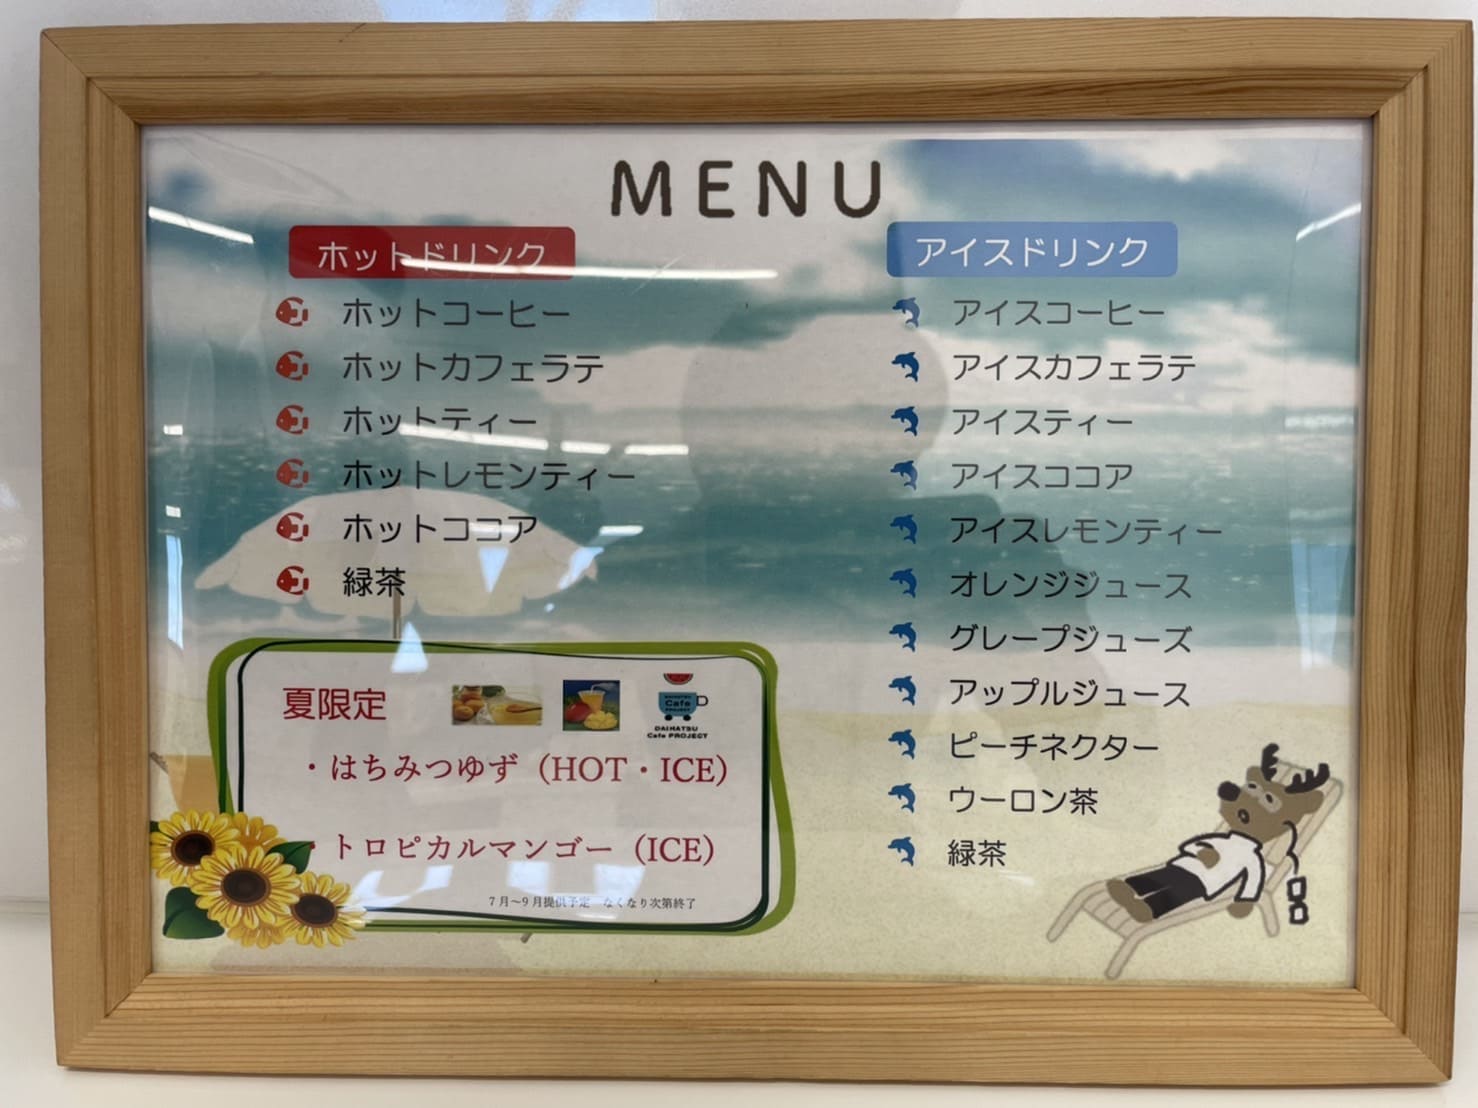 MENU
ホットドリンク
ホットコーヒー
ホットカフェラテ
ホットティー
ホットレモンティー
ホットココア
緑茶
アイスドリンク
アイスコーヒー
アイスカフェラテ
アイスティー
アイスココア
アイスレモンティー
オレンジジュース
グレープジューズ
アップルジュース
ピーチネクター
ウーロン茶
緑茶
夏限定
DAIHATSU
Cafe
PROJECT
DAIHATSU
Cafe PROJECT
・はちみつゆず（HOT・ICE）
・トロピカルマンゴー（ICE）
7月～9月提供予定　なくなり次第終了